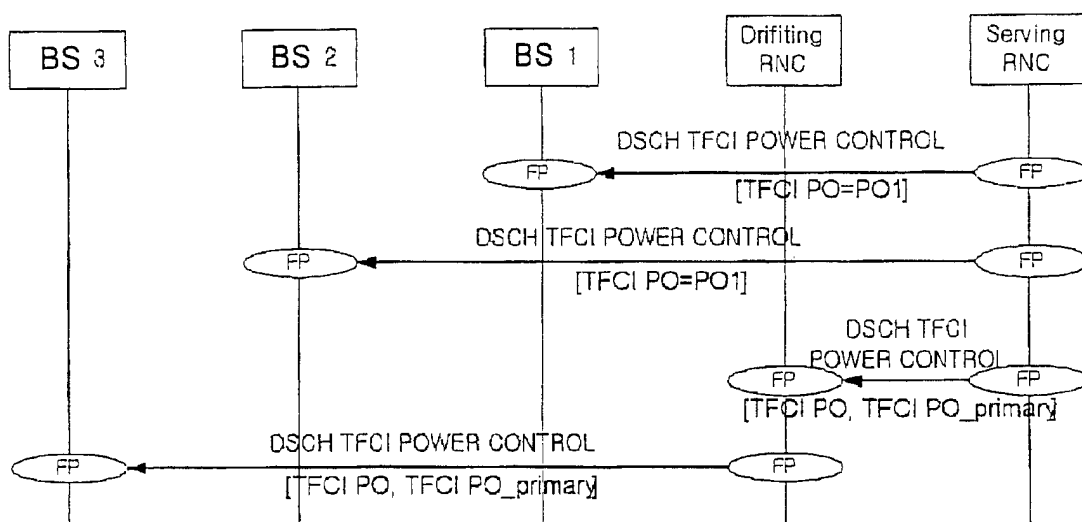 BS 3
BS 2
BS 1
Drifiting
RNC
Serving
RNC
DSCH TFCI POWER CONTROL
FP
FP
[TFCI PO=PO1]
DSCH TFCI POWER CONTROL
FP
FP
[TFCI PO=PO1]
DSCH TFCI
POWER CONTROL
FP
FP
[TFCI PO, TFCI PO_primary]
DSCH TFCI POWER CONTROL
FP
FP
[TFCI PO, TFCI PO_primary]